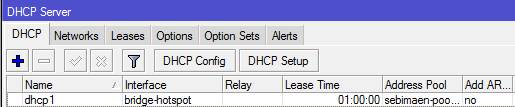 DHCP Server
DHCP Networks Leases Options Option Sets Alerts
DHCP Config DHCP Setup
Name Interface Relay Lease Time Address Pool Add AR...
dhcp1 bridge-hotspot 01:00:00 sebimaen-poo... no